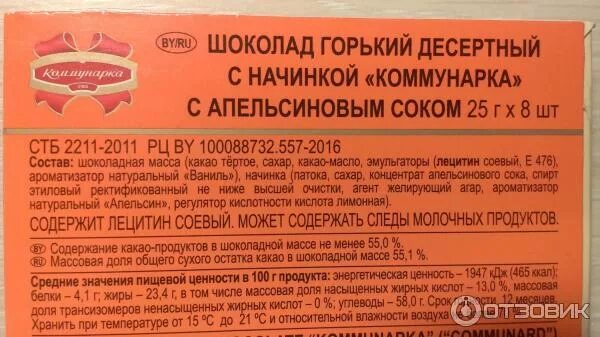 Коммунарка
BY/RU
ШОКОЛАД ГОРЬКИЙ ДЕСЕРТНЫЙ
С НАЧИНКОЙ «КОММУНАРКА»
С АПЕЛЬСИНОВЫМ СОКОМ 25 г х 8 шт
СТБ 2211-2011 РЦ BY 100088732.557-2016
Состав: шоколадная масса (какао тёртое, сахар, какао-масло, эмульгаторы (лецитин соевый, Е 476),
ароматизатор натуральный «Ваниль»), начинка (патока, сахар, концентрат апельсинового сока, спирт
этиловый ректификованный не ниже высшей очистки, агент желирующий агар, ароматизатор
натуральный «Апельсин», регулятор кислотности кислота лимонная).
СОДЕРЖИТ ЛЕЦИТИН СОЕВЫЙ. МОЖЕТ СОДЕРЖАТЬ СЛЕДЫ МОЛОЧНЫХ ПРОДУКТОВ.
BY Содержание какао-продуктов в шоколадной массе не менее 55,0 %.
RU Массовая доля общего сухого остатка какао в шоколадной массе 55,1 %.
Средние значения пищевой ценности в 100 г продукта: энергетическая ценность – 1947 кДж (465 ккал);
белки – 4,1 г; жиры – 23,4 г, в том числе массовая доля насыщенных жирных кислот – 13,0 %, массовая
доля трансизомеров ненасыщенных жирных кислот – 0 %; углеводы – 58,0 г. Срок годности: 12 месяцев.
Хранить при температуре от 15 °С до 21 °С и относительной влажности воздуха
"КОММУНАРКА" ("COMMUNARD")
ОТЗОВИК